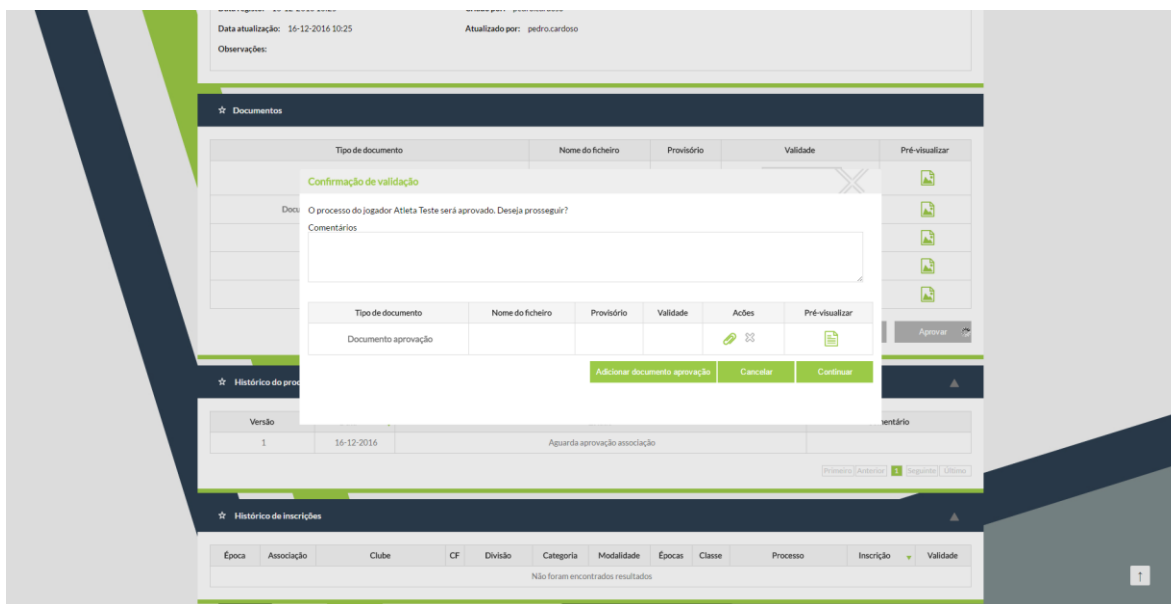 Data atualização: 16-12-2016 10:25 Atualizado por: pedro.cardoso
Observações:
Documentos
Tipo de documento Nome do ficheiro Provisório Validade Pré-visualizar
Confirmação de validação
O processo do jogador Atleta Teste será aprovado. Deseja prosseguir?
Comentários
Tipo de documento Nome do ficheiro Provisório Validade Acões Pré-visualizar
Documento aprovação
Aprovar
Adicionar documento aprovação Cancelar Continuar
Histórico do proc
Versão
1 16-12-2016 Aguarda aprovação associação
Primeiro Anterior 1 Seguinte Último
Histórico de inscrições
Época Associação Clube CF Divisão Categoria Modalidade Épocas Classe Processo Inscrição Validade
Não foram encontrados resultados